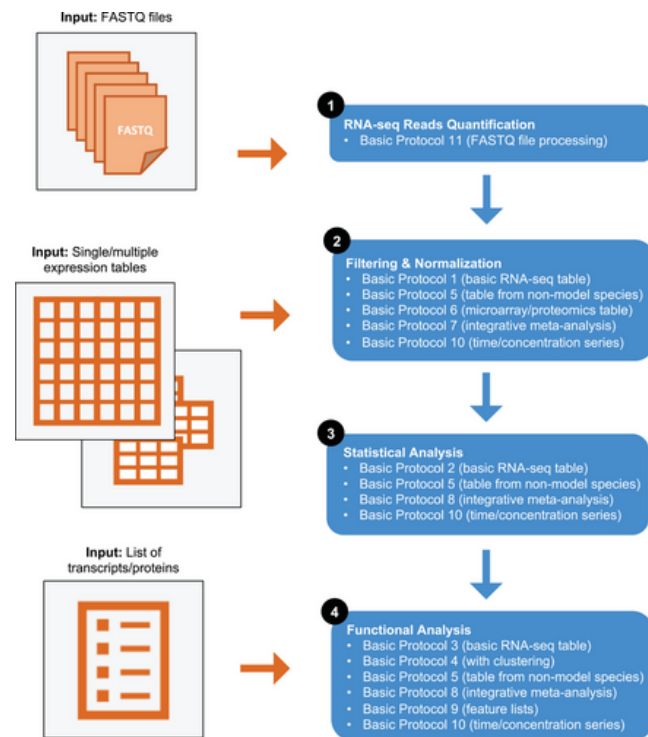 Input: FASTQ files
FASTQ
1
RNA-seq Reads Quantification
• Basic Protocol 11 (FASTQ file processing)
Input: Single/multiple
expression tables
2
Filtering & Normalization
• Basic Protocol 1 (basic RNA-seq table)
• Basic Protocol 5 (table from non-model species)
• Basic Protocol 6 (microarray/proteomics table)
• Basic Protocol 7 (integrative meta-analysis)
• Basic Protocol 10 (time/concentration series)
3
Statistical Analysis
• Basic Protocol 2 (basic RNA-seq table)
• Basic Protocol 5 (table from non-model species)
• Basic Protocol 8 (integrative meta-analysis)
• Basic Protocol 10 (time/concentration series)
Input: List of
transcripts/proteins
4
Functional Analysis
• Basic Protocol 3 (basic RNA-seq table)
• Basic Protocol 4 (with clustering)
• Basic Protocol 5 (table from non-model species)
• Basic Protocol 8 (integrative meta-analysis)
• Basic Protocol 9 (feature lists)
• Basic Protocol 10 (time/concentration series)